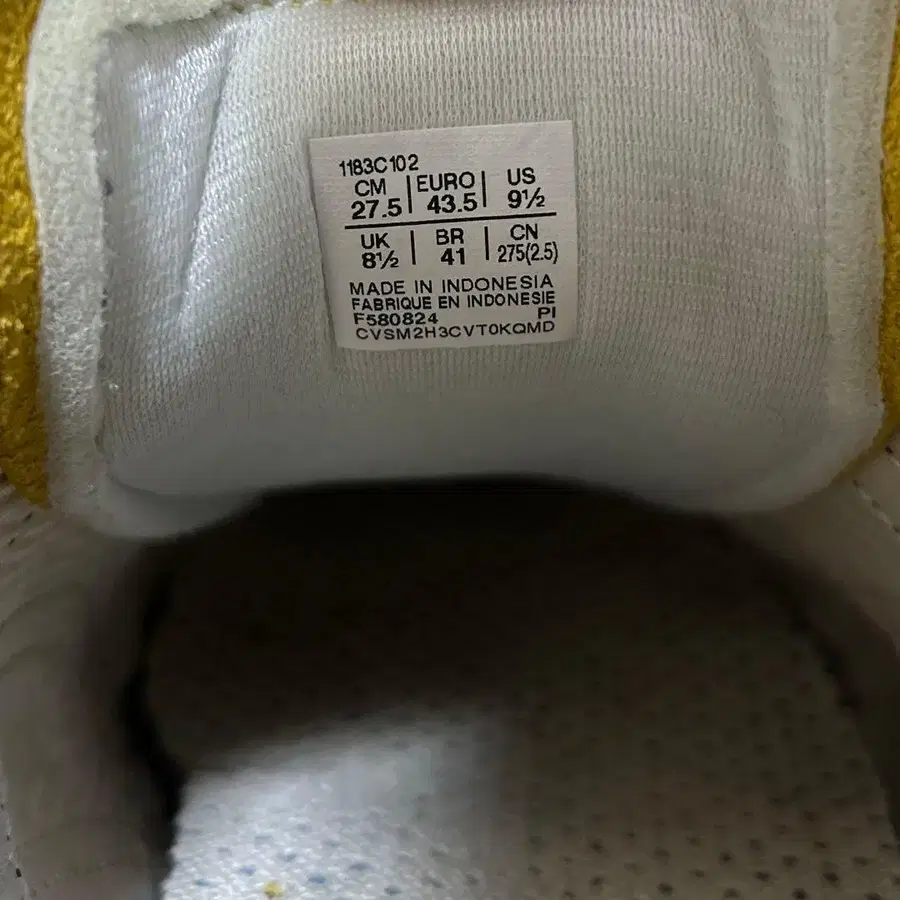 1183C102
CM | EURO | US
27.5 | 43.5 | 9½
UK | BR | CN
8½ | 41 | 275(2.5)
MADE IN INDONESIA
FABRIQUE EN INDONESIE
F580824 PI
CVSM2H3CVT0KQMD